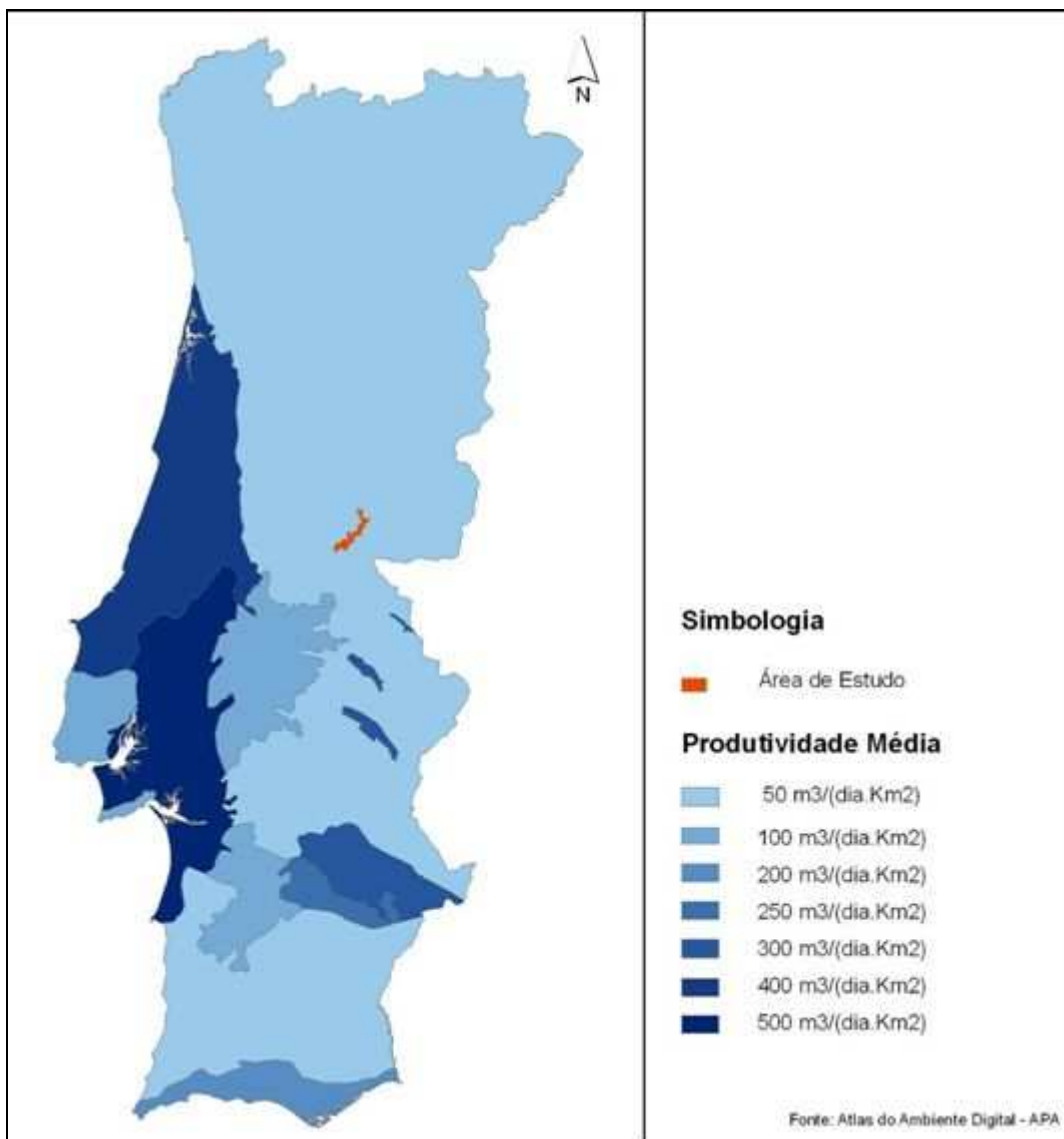 N
Simbologia
Área de Estudo
Produtividade Média
50 m3/(dia.Km2)
100 m3/(dia.Km2)
200 m3/(dia.Km2)
250 m3/(dia.Km2)
300 m3/(dia.Km2)
400 m3/(dia.Km2)
500 m3/(dia.Km2)
Fonte: Atlas do Ambiente Digital - APA